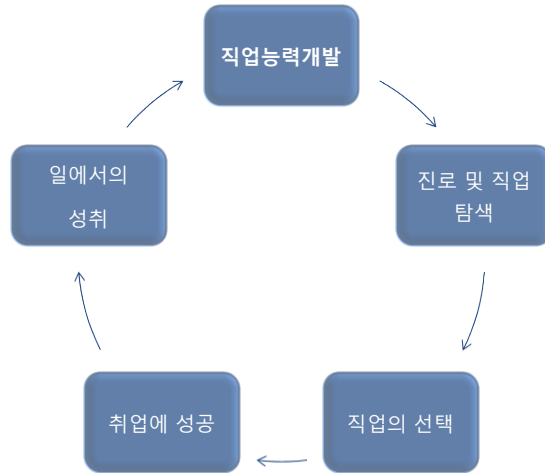 직업능력개발
진로 및 직업
탐색
직업의 선택
취업에 성공
일에서의
성취